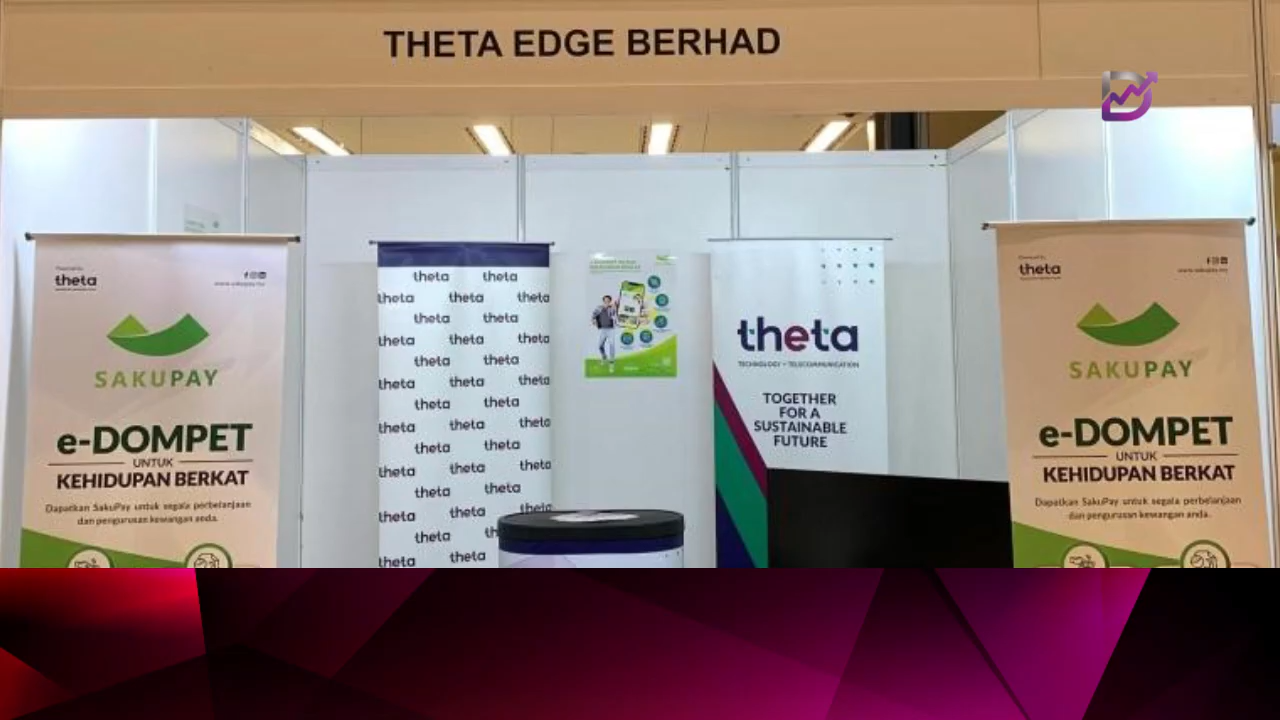 THETA EDGE BERHAD
theta
www.sakupay.my
SAKUPAY
e-DOMPET
UNTUK
KEHIDUPAN BERKAT
Dapatkan SakuPay untuk segala perbelanjaan
dan pengurusan kewangan anda.
theta theta
theta theta theta
theta theta
theta theta theta
theta theta
theta theta theta
theta theta
theta theta theta
theta theta
theta theta theta
theta theta
theta theta
theta theta
theta
TECHNOLOGY + TELECOMMUNICATION
TOGETHER
FOR A
SUSTAINABLE
FUTURE
theta
www.sakupay.my
SAKUPAY
e-DOMPET
UNTUK
KEHIDUPAN BERKAT
Dapatkan SakuPay untuk segala perbelanjaan
dan pengurusan kewangan anda.